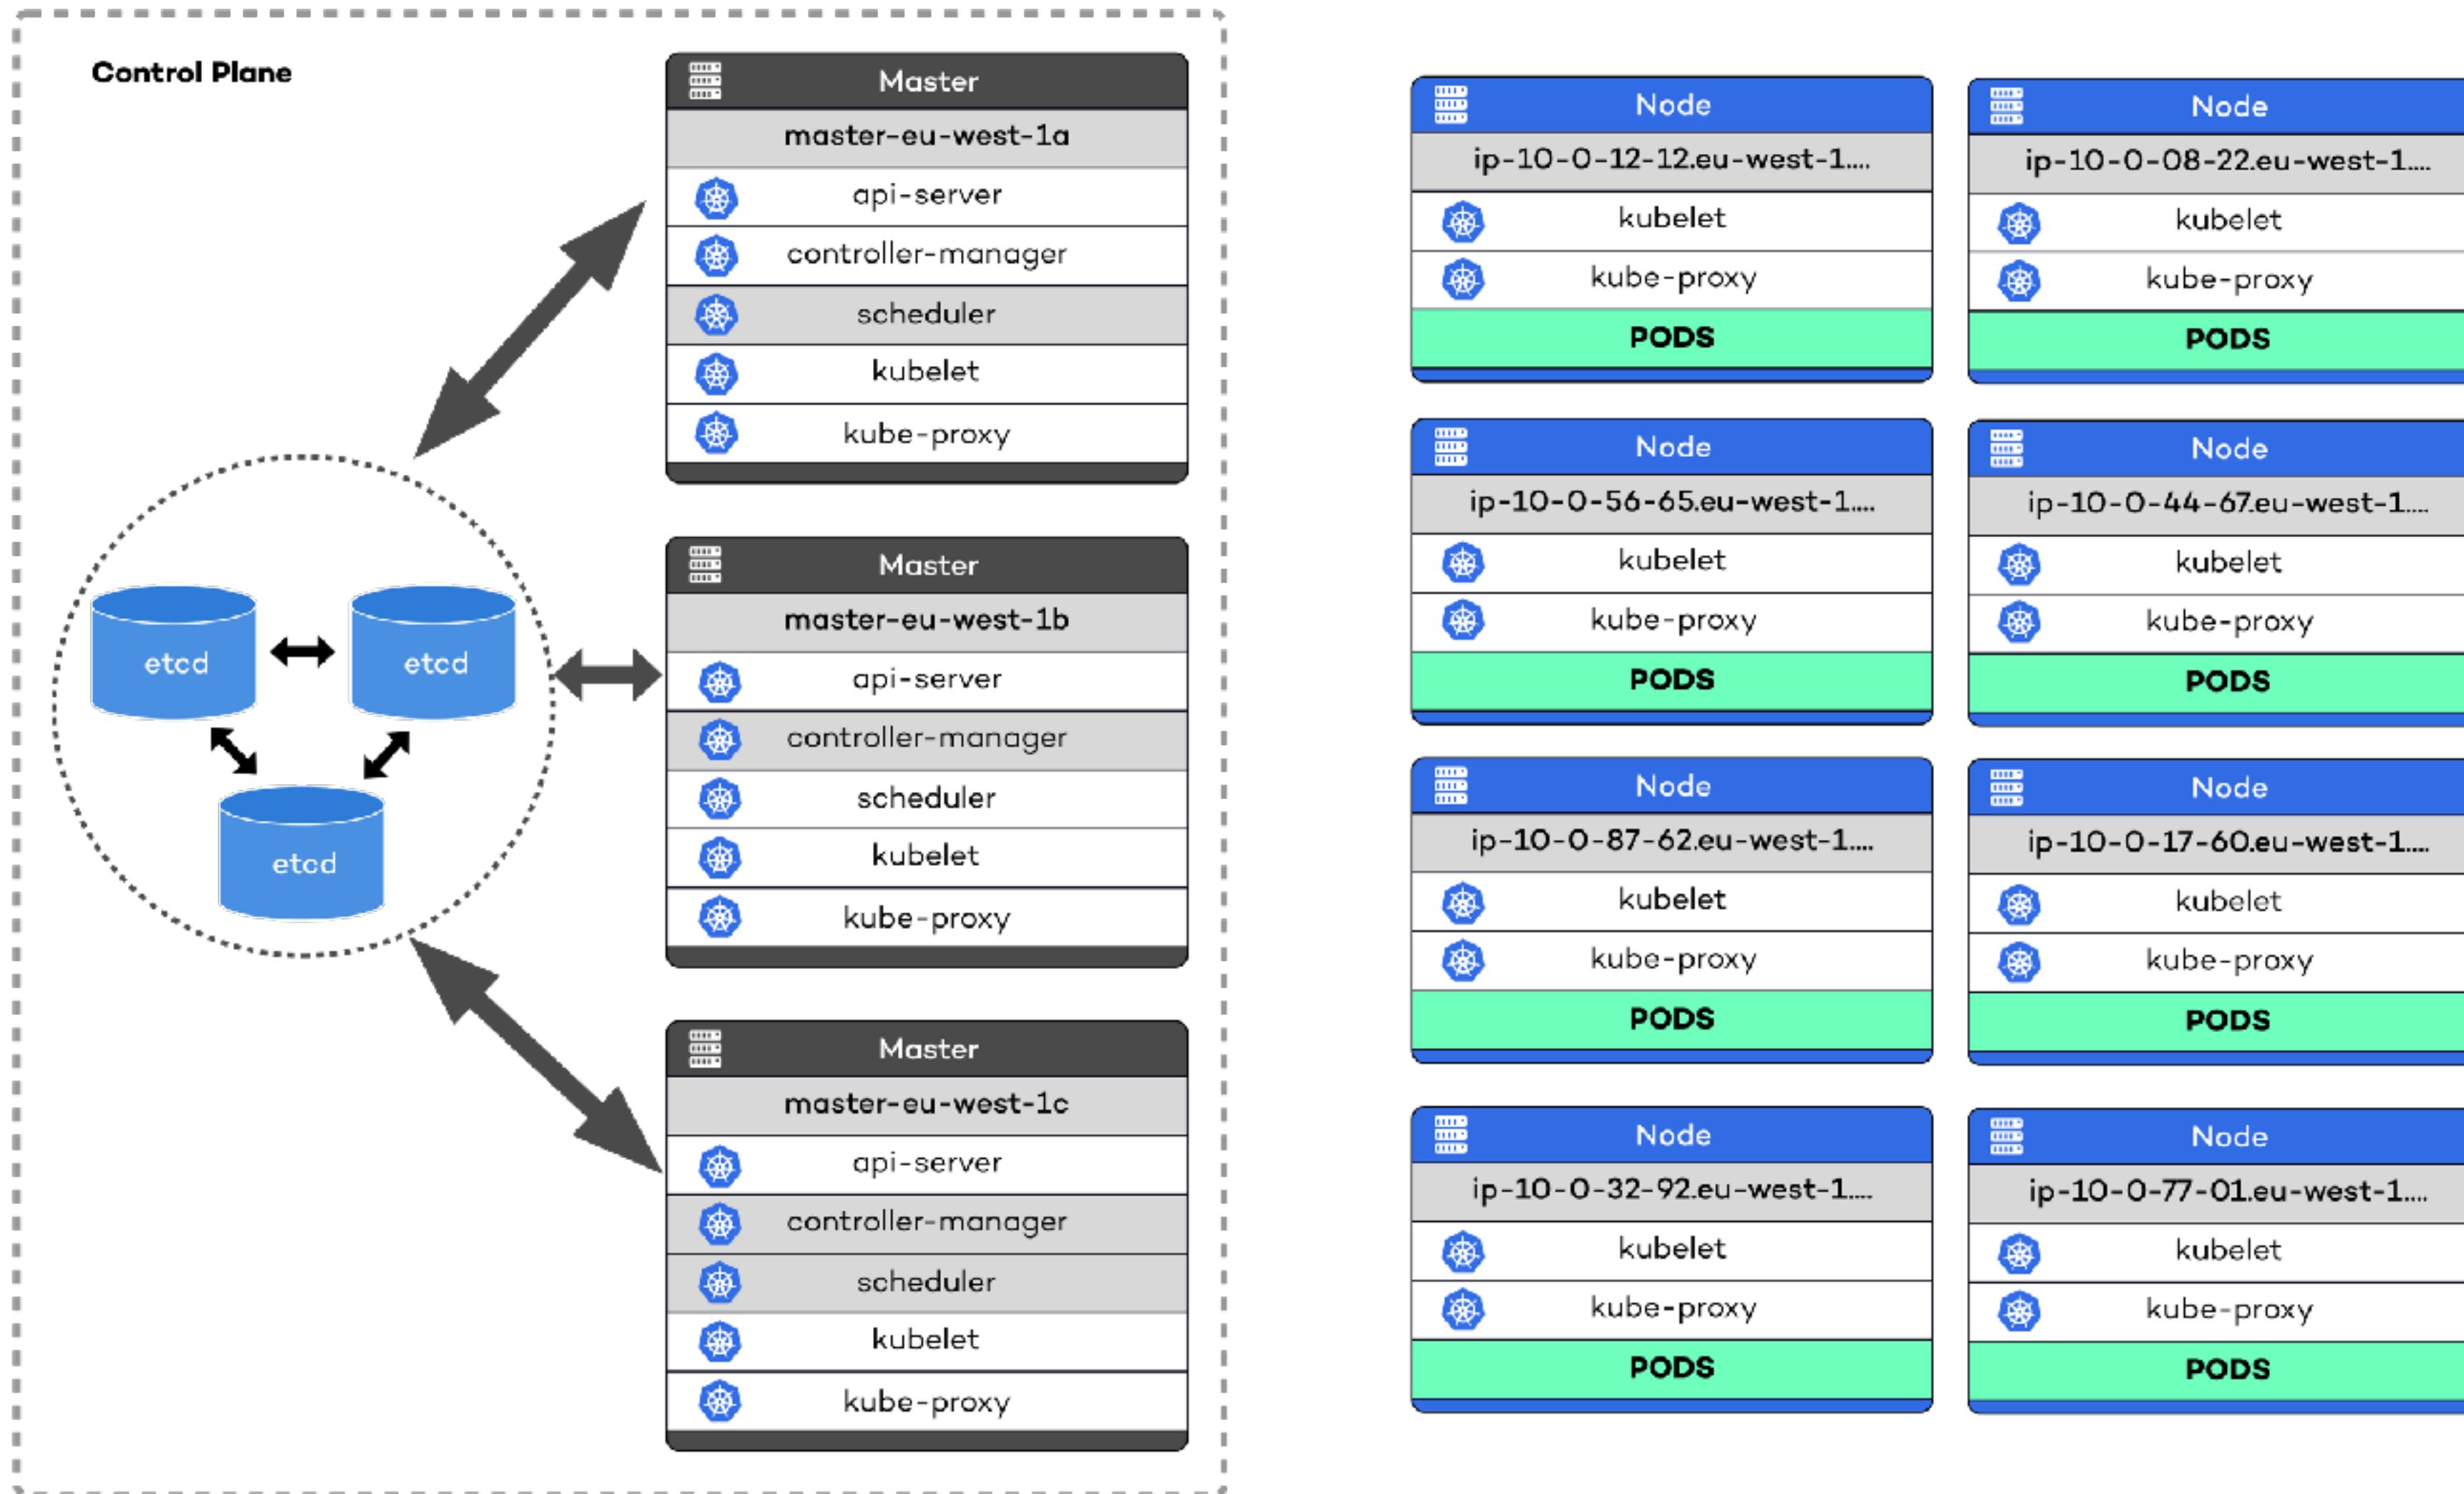 Control Plane
etcd
etcd
etcd
Master
master-eu-west-1a
api-server
controller-manager
scheduler
kubelet
kube-proxy
Master
master-eu-west-1b
api-server
controller-manager
scheduler
kubelet
kube-proxy
Master
master-eu-west-1c
api-server
controller-manager
scheduler
kubelet
kube-proxy
Node
ip-10-0-12-12.eu-west-1....
kubelet
kube-proxy
PODS
Node
ip-10-0-08-22.eu-west-1....
kubelet
kube-proxy
PODS
Node
ip-10-0-56-65.eu-west-1....
kubelet
kube-proxy
PODS
Node
ip-10-0-44-67.eu-west-1....
kubelet
kube-proxy
PODS
Node
ip-10-0-87-62.eu-west-1....
kubelet
kube-proxy
PODS
Node
ip-10-0-17-60.eu-west-1....
kubelet
kube-proxy
PODS
Node
ip-10-0-32-92.eu-west-1....
kubelet
kube-proxy
PODS
Node
ip-10-0-77-01.eu-west-1....
kubelet
kube-proxy
PODS